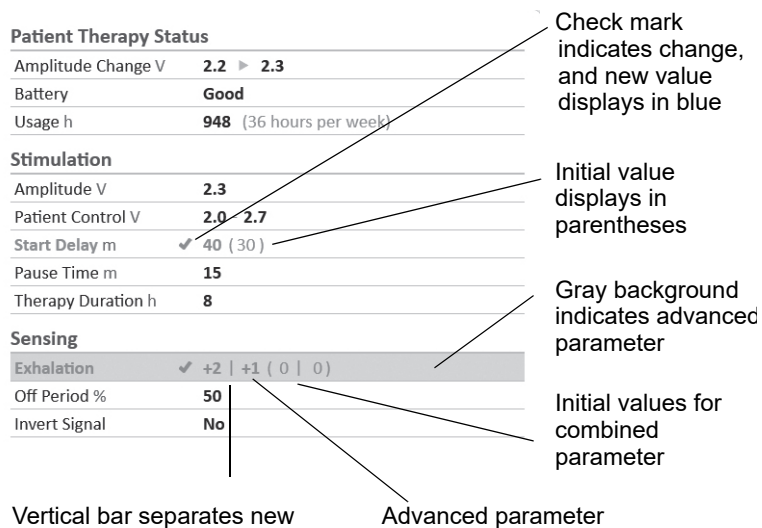 Patient Therapy Status
Amplitude Change V 2.2 ▶ 2.3
Battery Good
Usage h 948 (36 hours per week)
Stimulation
Amplitude V 2.3
Patient Control V 2.0 2.7
Start Delay m ✔ 40 (30)
Pause Time m 15
Therapy Duration h 8
Sensing
Exhalation ✔ +2 | +1 ( 0 | 0)
Off Period % 50
Invert Signal No
Check mark
indicates change,
and new value
displays in blue
Initial value
displays in
parentheses
Gray background
indicates advanced
parameter
Initial values for
combined
parameter
Vertical bar separates new
Advanced parameter